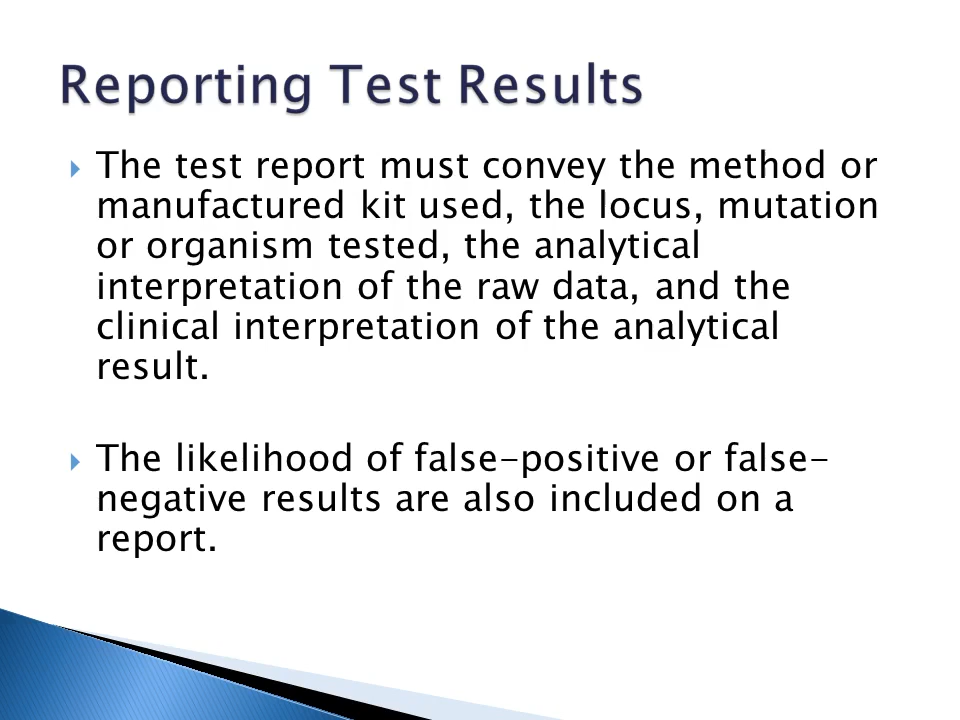 Reporting Test Results
The test report must convey the method or
manufactured kit used, the locus, mutation
or organism tested, the analytical
interpretation of the raw data, and the
clinical interpretation of the analytical
result.
The likelihood of false-positive or false-
negative results are also included on a
report.